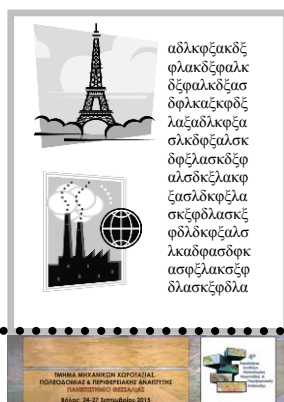 αδλκφξακδξ
φλακδξφαλκ
δξφαλκδξασ
δφλκαξκφδξ
λαξαδλκφξα
σλκδφξαλσκ
δφξλασκδξφ
αλσδκξλακφ
ξασλδκφξλα
σκξφδλασκξ
φδλδκφξαλσ
λκαδφασδφκ
ασφξλακσξφ
δλασκξφδλα
ΤΜΗΜΑ ΜΗΧΑΝΙΚΩΝ ΧΩΡΟΤΑΞΙΑΣ,
ΠΟΛΕΟΔΟΜΙΑΣ & ΠΕΡΙΦΕΡΕΙΑΚΗΣ ΑΝΑΠΤΥΞΗΣ
ΠΑΝΕΠΙΣΤΗΜΙΟ ΘΕΣΣΑΛΙΑΣ
Βόλος, 24-27 Σεπτεμβρίου 2015